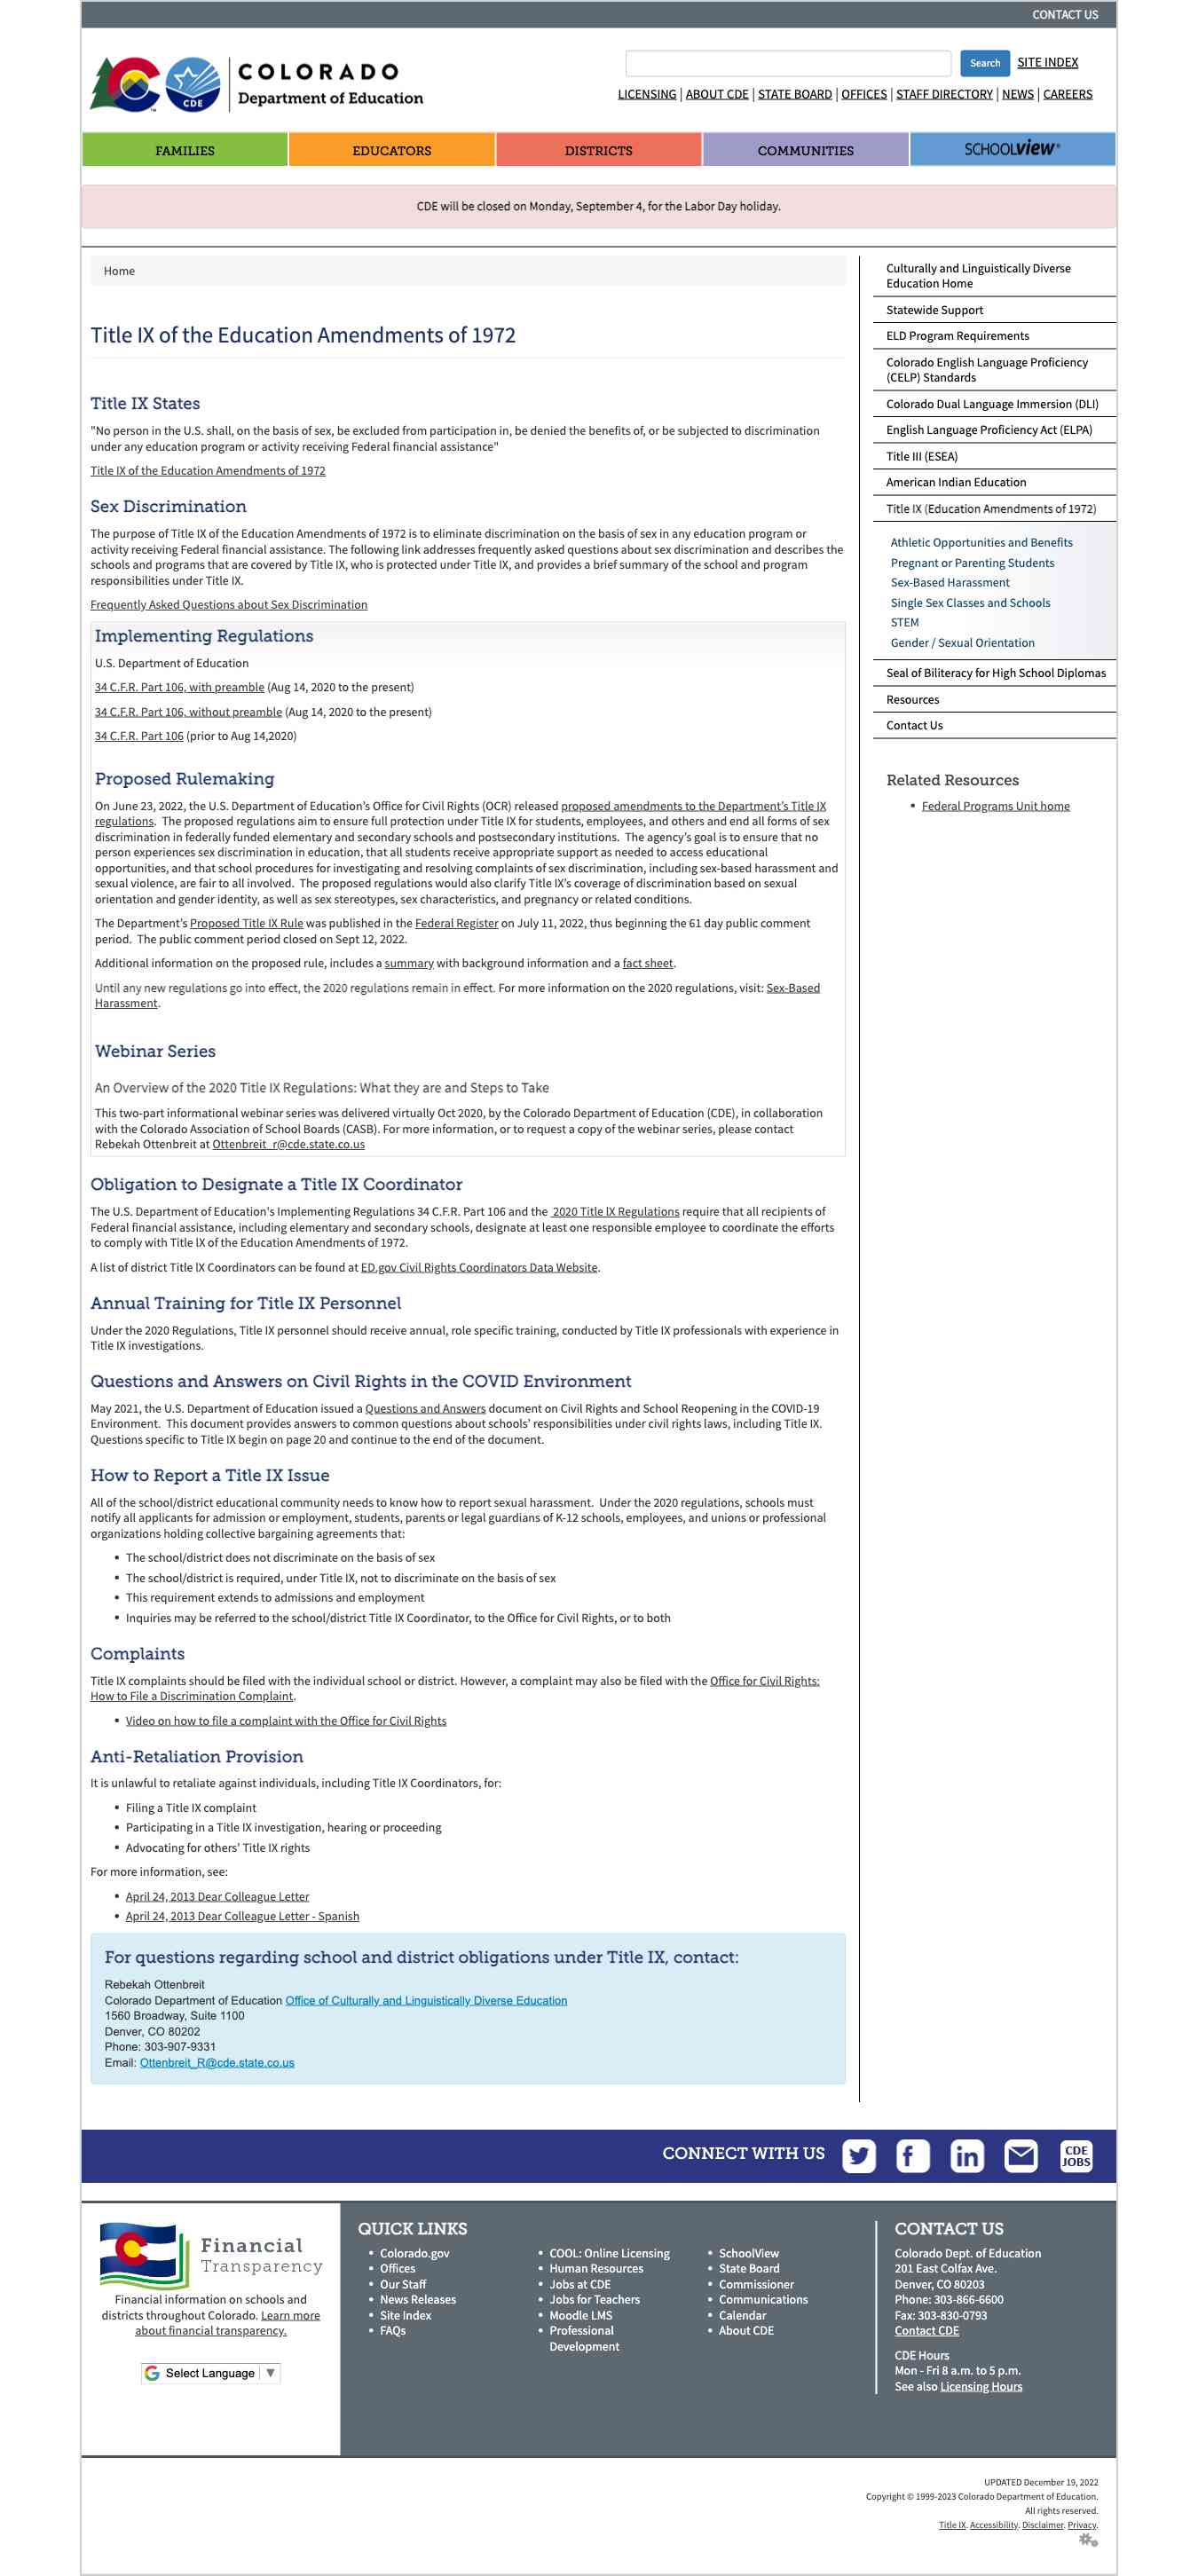 CONTACT US
COLORADO
Department of Education
CDE
Search
SITE INDEX
LICENSING | ABOUT CDE | STATE BOARD | OFFICES | STAFF DIRECTORY | NEWS | CAREERS
FAMILIES
EDUCATORS
DISTRICTS
COMMUNITIES
SCHOOLVIEW®
CDE will be closed on Monday, September 4, for the Labor Day holiday.
Home
Title IX of the Education Amendments of 1972
Title IX States
"No person in the U.S. shall, on the basis of sex, be excluded from participation in, be denied the benefits of, or be subjected to discrimination
under any education program or activity receiving Federal financial assistance"
Title IX of the Education Amendments of 1972
Sex Discrimination
The purpose of Title IX of the Education Amendments of 1972 is to eliminate discrimination on the basis of sex in any education program or
activity receiving Federal financial assistance. The following link addresses frequently asked questions about sex discrimination and describes the
schools and programs that are covered by Title IX, who is protected under Title IX, and provides a brief summary of the school and program
responsibilities under Title IX.
Frequently Asked Questions about Sex Discrimination
Implementing Regulations
U.S. Department of Education
34 C.F.R. Part 106, with preamble (Aug 14, 2020 to the present)
34 C.F.R. Part 106, without preamble (Aug 14, 2020 to the present)
34 C.F.R. Part 106 (prior to Aug 14,2020)
Proposed Rulemaking
On June 23, 2022, the U.S. Department of Education's Office for Civil Rights (OCR) released proposed amendments to the Department's Title IX
regulations. The proposed regulations aim to ensure full protection under Title IX for students, employees, and others and end all forms of sex
discrimination in federally funded elementary and secondary schools and postsecondary institutions. The agency's goal is to ensure that no
person experiences sex discrimination in education, that all students receive appropriate support as needed to access educational
opportunities, and that school procedures for investigating and resolving complaints of sex discrimination, including sex-based harassment and
sexual violence, are fair to all involved. The proposed regulations would also clarify Title IX's coverage of discrimination based on sexual
orientation and gender identity, as well as sex stereotypes, sex characteristics, and pregnancy or related conditions.
The Department's Proposed Title IX Rule was published in the Federal Register on July 11, 2022, thus beginning the 61 day public comment
period. The public comment period closed on Sept 12, 2022.
Additional information on the proposed rule, includes a summary with background information and a fact sheet.
Until any new regulations go into effect, the 2020 regulations remain in effect. For more information on the 2020 regulations, visit: Sex-Based
Harassment.
Webinar Series
An Overview of the 2020 Title IX Regulations: What they are and Steps to Take
This two-part informational webinar series was delivered virtually Oct 2020, by the Colorado Department of Education (CDE), in collaboration
with the Colorado Association of School Boards (CASB). For more information, or to request a copy of the webinar series, please contact
Rebekah Ottenbreit at Ottenbreit_r@cde.state.co.us
Obligation to Designate a Title IX Coordinator
The U.S. Department of Education's Implementing Regulations 34 C.F.R. Part 106 and the 2020 Title IX Regulations require that all recipients of
Federal financial assistance, including elementary and secondary schools, designate at least one responsible employee to coordinate the efforts
to comply with Title lX of the Education Amendments of 1972.
A list of district Title IX Coordinators can be found at ED.gov Civil Rights Coordinators Data Website.
Annual Training for Title IX Personnel
Under the 2020 Regulations, Title IX personnel should receive annual, role specific training, conducted by Title IX professionals with experience in
Title IX investigations.
Questions and Answers on Civil Rights in the COVID Environment
May 2021, the U.S. Department of Education issued a Questions and Answers document on Civil Rights and School Reopening in the COVID-19
Environment. This document provides answers to common questions about schools' responsibilities under civil rights laws, including Title IX.
Questions specific to Title IX begin on page 20 and continue to the end of the document.
How to Report a Title IX Issue
All of the school/district educational community needs to know how to report sexual harassment. Under the 2020 regulations, schools must
notify all applicants for admission or employment, students, parents or legal guardians of K-12 schools, employees, and unions or professional
organizations holding collective bargaining agreements that:
• The school/district does not discriminate on the basis of sex
• The school/district is required, under Title IX, not to discriminate on the basis of sex
• This requirement extends to admissions and employment
• Inquiries may be referred to the school/district Title IX Coordinator, to the Office for Civil Rights, or to both
Complaints
Title IX complaints should be filed with the individual school or district. However, a complaint may also be filed with the Office for Civil Rights:
How to File a Discrimination Complaint.
• Video on how to file a complaint with the Office for Civil Rights
Anti-Retaliation Provision
It is unlawful to retaliate against individuals, including Title IX Coordinators, for:
• Filing a Title IX complaint
• Participating in a Title IX investigation, hearing or proceeding
• Advocating for others' Title IX rights
For more information, see:
• April 24, 2013 Dear Colleague Letter
• April 24, 2013 Dear Colleague Letter - Spanish
For questions regarding school and district obligations under Title IX, contact:
Rebekah Ottenbreit
Colorado Department of Education Office of Culturally and Linguistically Diverse Education
1560 Broadway, Suite 1100
Denver, CO 80202
Phone: 303-907-9331
Email: Ottenbreit_R@cde.state.co.us
Culturally and Linguistically Diverse
Education Home
Statewide Support
ELD Program Requirements
Colorado English Language Proficiency
(CELP) Standards
Colorado Dual Language Immersion (DLI)
English Language Proficiency Act (ELPA)
Title III (ESEA)
American Indian Education
Title IX (Education Amendments of 1972)
Athletic Opportunities and Benefits
Pregnant or Parenting Students
Sex-Based Harassment
Single Sex Classes and Schools
STEM
Gender / Sexual Orientation
Seal of Biliteracy for High School Diplomas
Resources
Contact Us
Related Resources
• Federal Programs Unit home
CONNECT WITH US
CDE
JOBS
Financial
Transparency
Financial information on schools and
districts throughout Colorado. Learn more
about financial transparency.
Select Language ▼
QUICK LINKS
• Colorado.gov
• Offices
• Our Staff
• News Releases
• Site Index
• FAQs
• COOL: Online Licensing
• Human Resources
• Jobs at CDE
• Jobs for Teachers
• Moodle LMS
• Professional
Development
• SchoolView
• State Board
• Commissioner
• Communications
• Calendar
• About CDE
CONTACT US
Colorado Dept. of Education
201 East Colfax Ave.
Denver, CO 80203
Phone: 303-866-6600
Fax: 303-830-0793
Contact CDE
CDE Hours
Mon - Fri 8 a.m. to 5 p.m.
See also Licensing Hours
UPDATED December 19, 2022
Copyright © 1999-2023 Colorado Department of Education.
All rights reserved.
Title IX. Accessibility. Disclaimer. Privacy.